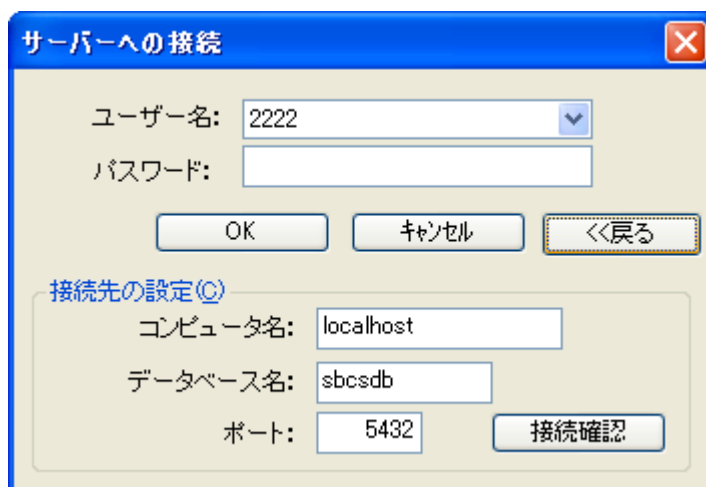 サーバーへの接続
ユーザー名: 2222
パスワード:
OK キャンセル <<戻る
接続先の設定(C)
コンピュータ名: localhost
データベース名: sbcsdb
ポート: 5432 接続確認